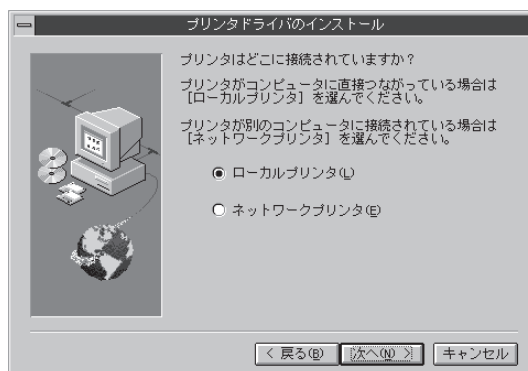 プリンタドライバのインストール
プリンタはどこに接続されていますか？
プリンタがコンピュータに直接つながっている場合は
［ローカルプリンタ］を選んでください。
プリンタが別のコンピュータに接続されている場合は
［ネットワークプリンタ］を選んでください。
ローカルプリンタ(L)
ネットワークプリンタ(E)
< 戻る(B)
次へ(N) >
キャンセル